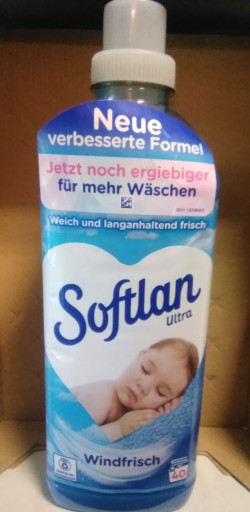 Neue
verbesserte Formel
Jetzt noch ergiebiger
für mehr Wäschen
Weich und langanhaltend frisch
Softlan
Ultra
Windfrisch
40